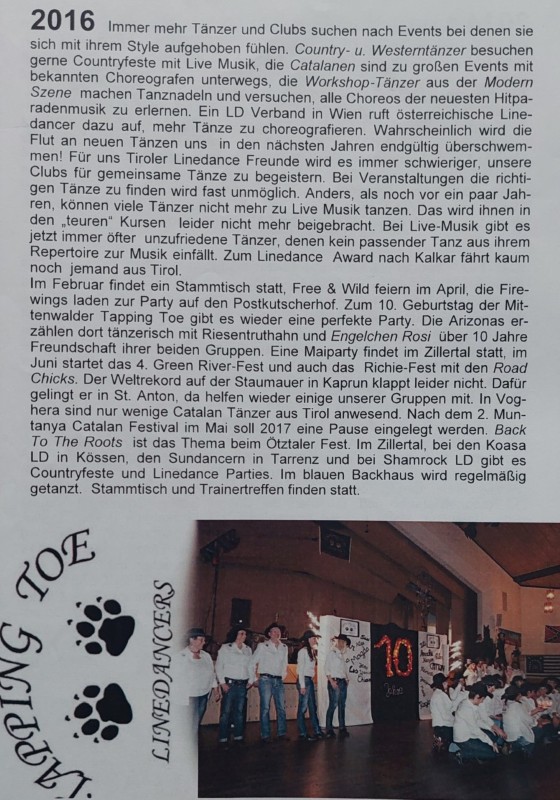 2016 Immer mehr Tänzer und Clubs suchen nach Events bei denen sie
sich mit ihrem Style aufgehoben fühlen. Country- u. Westerntänzer besuchen
gerne Countryfeste mit Live Musik, die Catalanen sind zu großen Events mit
bekannten Choreografen unterwegs, die Workshop-Tänzer aus der Modern
Szene machen Tanznadeln und versuchen, alle Choreos der neuesten Hitpa-
radenmusik zu erlernen. Ein LD Verband in Wien ruft österreichische Line-
dancer dazu auf, mehr Tänze zu choreografieren. Wahrscheinlich wird die
Flut an neuen Tänzen uns in den nächsten Jahren endgültig überschwem-
men! Für uns Tiroler Linedance Freunde wird es immer schwieriger, unsere
Clubs für gemeinsame Tänze zu begeistern. Bei Veranstaltungen die richti-
gen Tänze zu finden wird fast unmöglich. Anders, als noch vor ein paar Jah-
ren, können viele Tänzer nicht mehr zu Live Musik tanzen. Das wird ihnen in
den „teuren" Kursen leider nicht mehr beigebracht. Bei Live-Musik gibt es
jetzt immer öfter unzufriedene Tänzer, denen kein passender Tanz aus ihrem
Repertoire zur Musik einfällt. Zum Linedance Award nach Kalkar fährt kaum
noch jemand aus Tirol.
Im Februar findet ein Stammtisch statt, Free & Wild feiern im April, die Fire-
wings laden zur Party auf den Postkutscherhof. Zum 10. Geburtstag der Mit-
tenwalder Tapping Toe gibt es wieder eine perfekte Party. Die Arizonas er-
zählen dort tänzerisch mit Riesentruthahn und Engelchen Rosi über 10 Jahre
Freundschaft ihrer beiden Gruppen. Eine Maiparty findet im Zillertal statt, im
Juni startet das 4. Green River-Fest und auch das Richie-Fest mit den Road
Chicks. Der Weltrekord auf der Staumauer in Kaprun klappt leider nicht. Dafür
gelingt er in St. Anton, da helfen wieder einige unserer Gruppen mit. In Vog-
hera sind nur wenige Catalan Tänzer aus Tirol anwesend. Nach dem 2. Mun-
tanya Catalan Festival im Mai soll 2017 eine Pause eingelegt werden. Back
To The Roots ist das Thema beim Ötztaler Fest. Im Zillertal, bei den Koasa
LD in Kössen, den Sundancern in Tarrenz und bei Shamrock LD gibt es
Countryfeste und Linedance Parties. Im blauen Backhaus wird regelmäßig
getanzt. Stammtisch und Trainertreffen finden statt.
TAPPING TOE
LINEDANCERS
10
Jahre